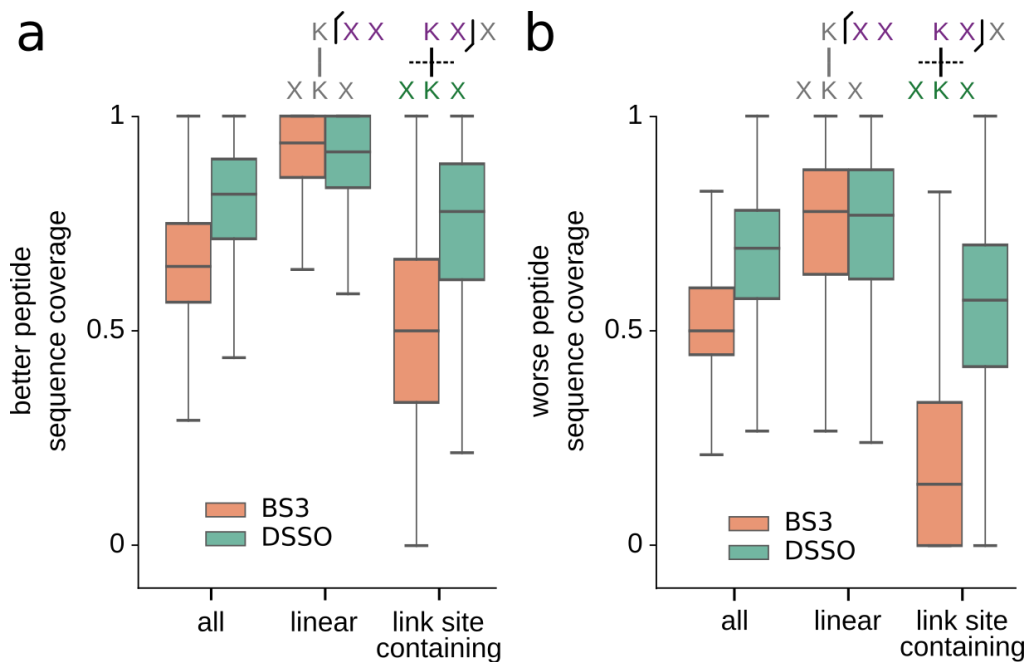 a
K X X
X K X
K X X
X K X
better peptide
sequence coverage
1
0.5
0
BS3
DSSO
all
linear
link site
containing
b
K X X
X K X
K X X
X K X
worse peptide
sequence coverage
1
0.5
0
BS3
DSSO
all
linear
link site
containing